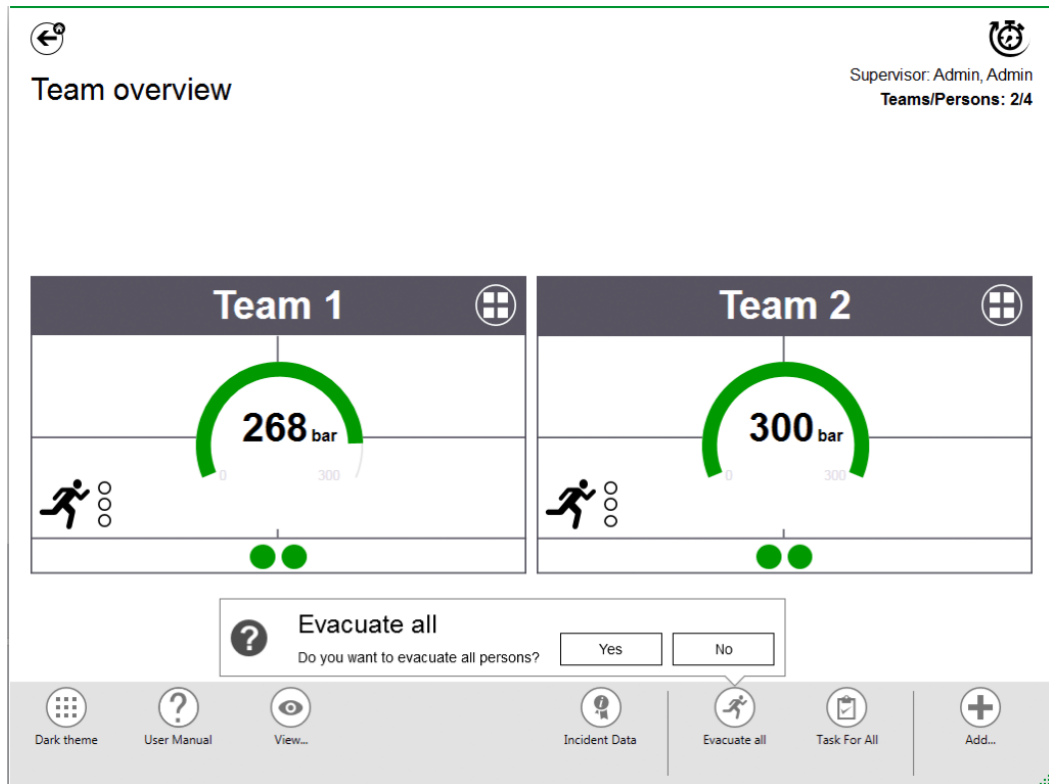 Supervisor: Admin, Admin
Team overview
Teams/Persons: 2/4
Team 1
Team 2
268 bar
0
300
300 bar
0
300
Evacuate all
Do you want to evacuate all persons?
Yes
No
Dark theme
User Manual
View...
Incident Data
Evacuate all
Task For All
Add...